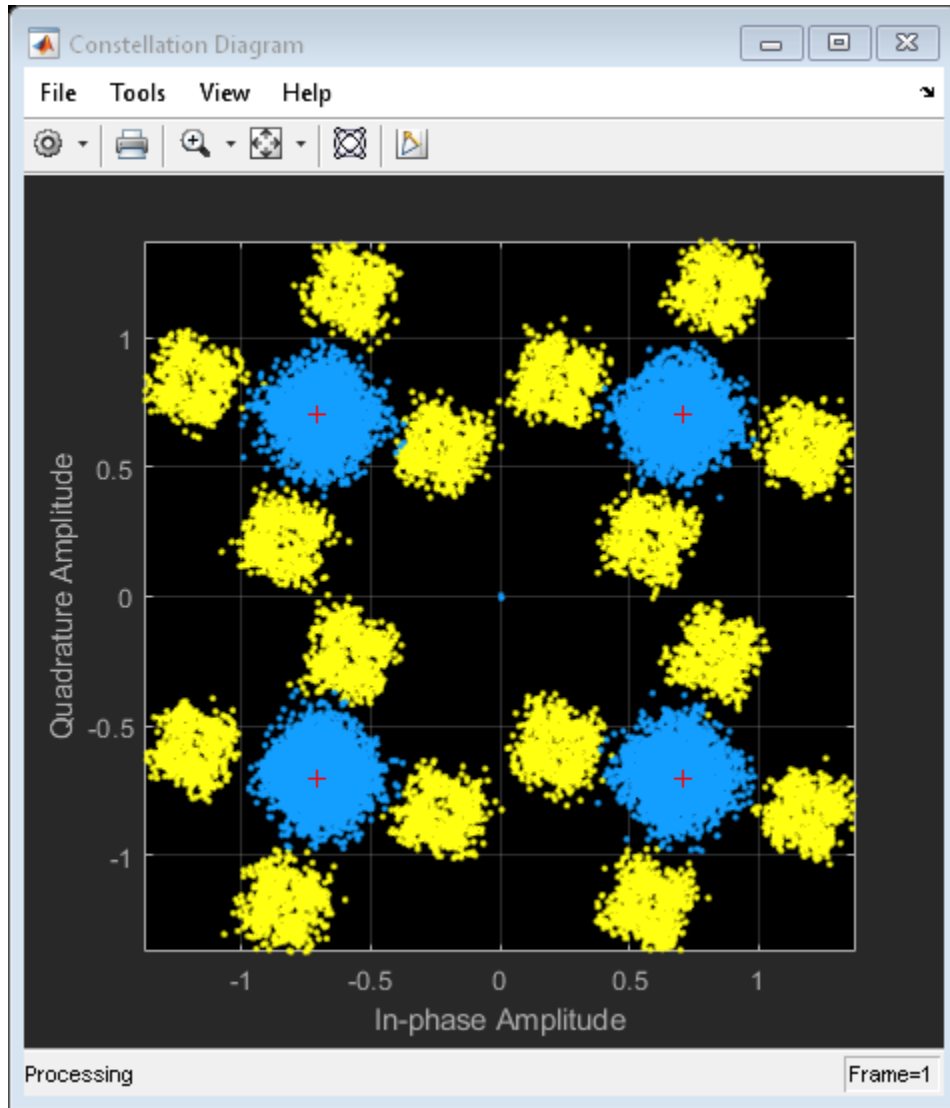 Constellation Diagram
File Tools View Help
1
0.5
0
-0.5
-1
Quadrature Amplitude
-1 -0.5 0 0.5 1
In-phase Amplitude
Processing Frame=1